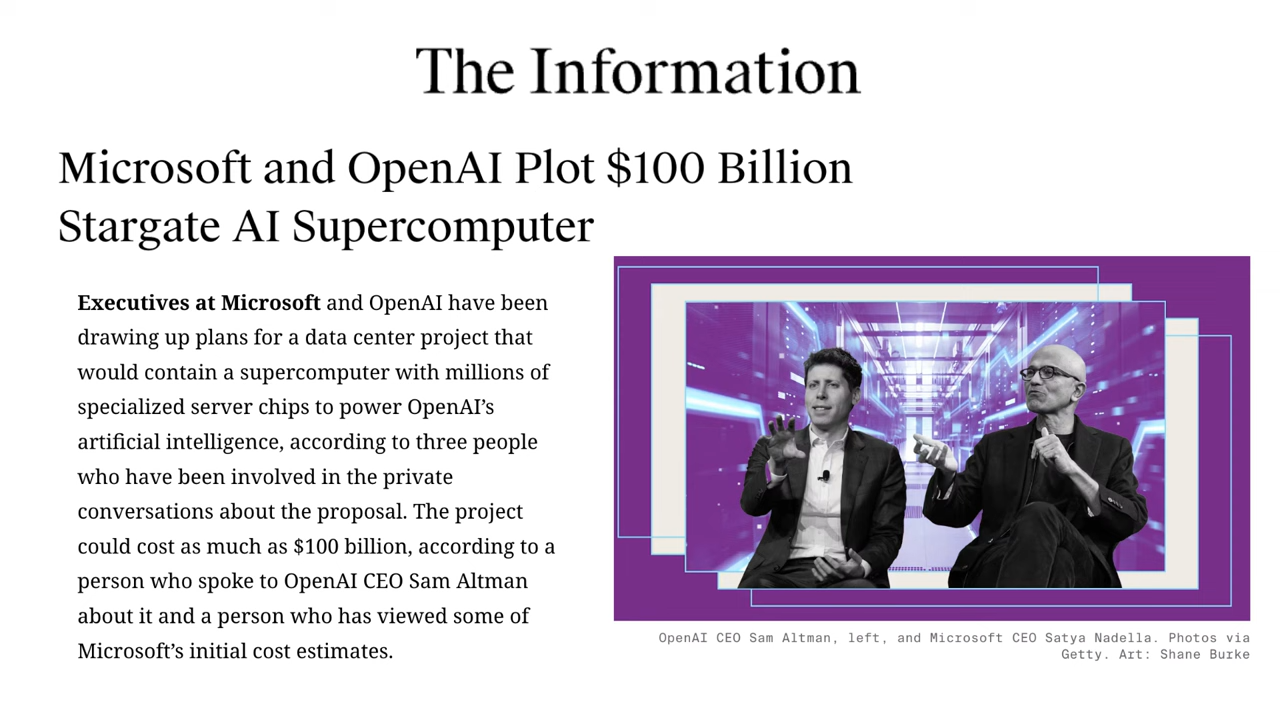 The Information
Microsoft and OpenAI Plot $100 Billion
Stargate AI Supercomputer
Executives at Microsoft and OpenAI have been
drawing up plans for a data center project that
would contain a supercomputer with millions of
specialized server chips to power OpenAI’s
artificial intelligence, according to three people
who have been involved in the private
conversations about the proposal. The project
could cost as much as $100 billion, according to a
person who spoke to OpenAI CEO Sam Altman
about it and a person who has viewed some of
Microsoft’s initial cost estimates.
OpenAI CEO Sam Altman, left, and Microsoft CEO Satya Nadella. Photos via
Getty. Art: Shane Burke